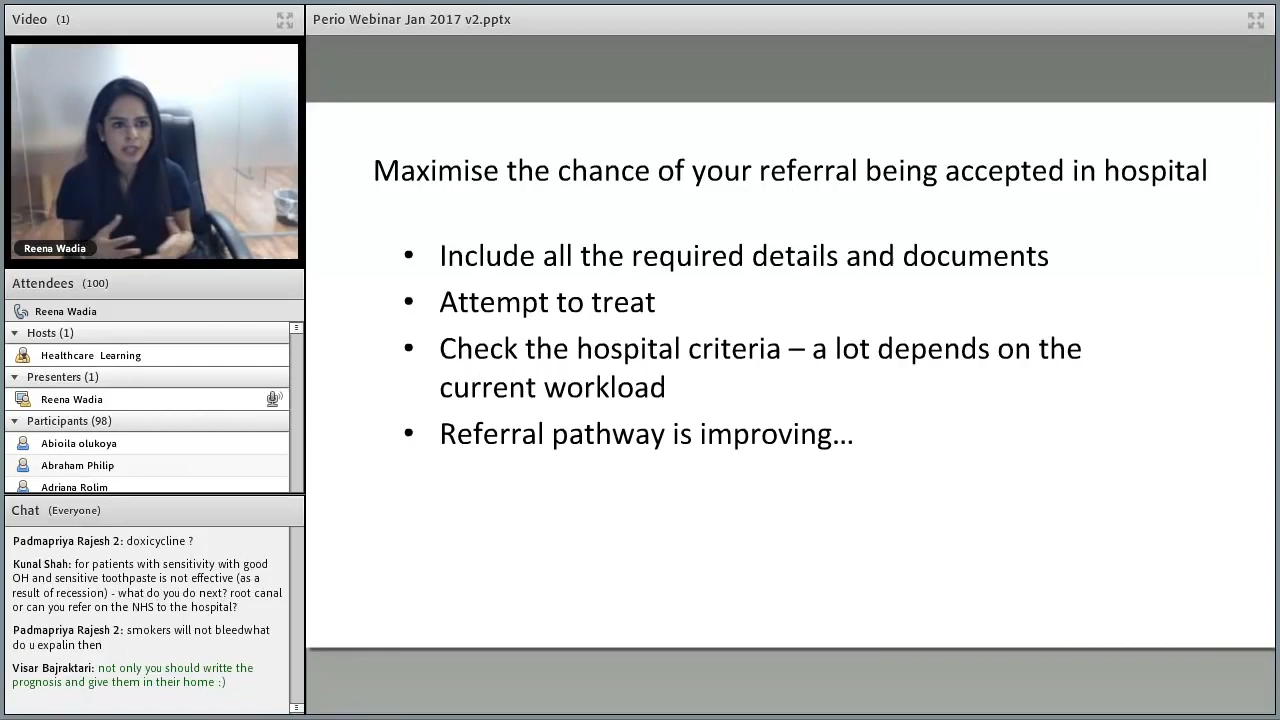 Video (1)
Reena Wadia
Attendees (100)
Reena Wadia
Hosts (1)
Healthcare Learning
Presenters (1)
Reena Wadia
Participants (98)
Abioila olukoya
Abraham Philip
Adriana Rolim
Chat (Everyone)
Padmapriya Rajesh 2: doxicycline ?
Kunal Shah: for patients with sensitivity with good
OH and sensitive toothpaste is not effective (as a
result of recession) - what do you do next? root canal
or can you refer on the NHS to the hospital?
Padmapriya Rajesh 2: smokers will not bleedwhat
do u expalin then
Visar Bajraktari: not only you should writte the
prognosis and give them in their home :)
Perio Webinar Jan 2017 v2.pptx
Maximise the chance of your referral being accepted in hospital
• Include all the required details and documents
• Attempt to treat
• Check the hospital criteria – a lot depends on the
current workload
• Referral pathway is improving...